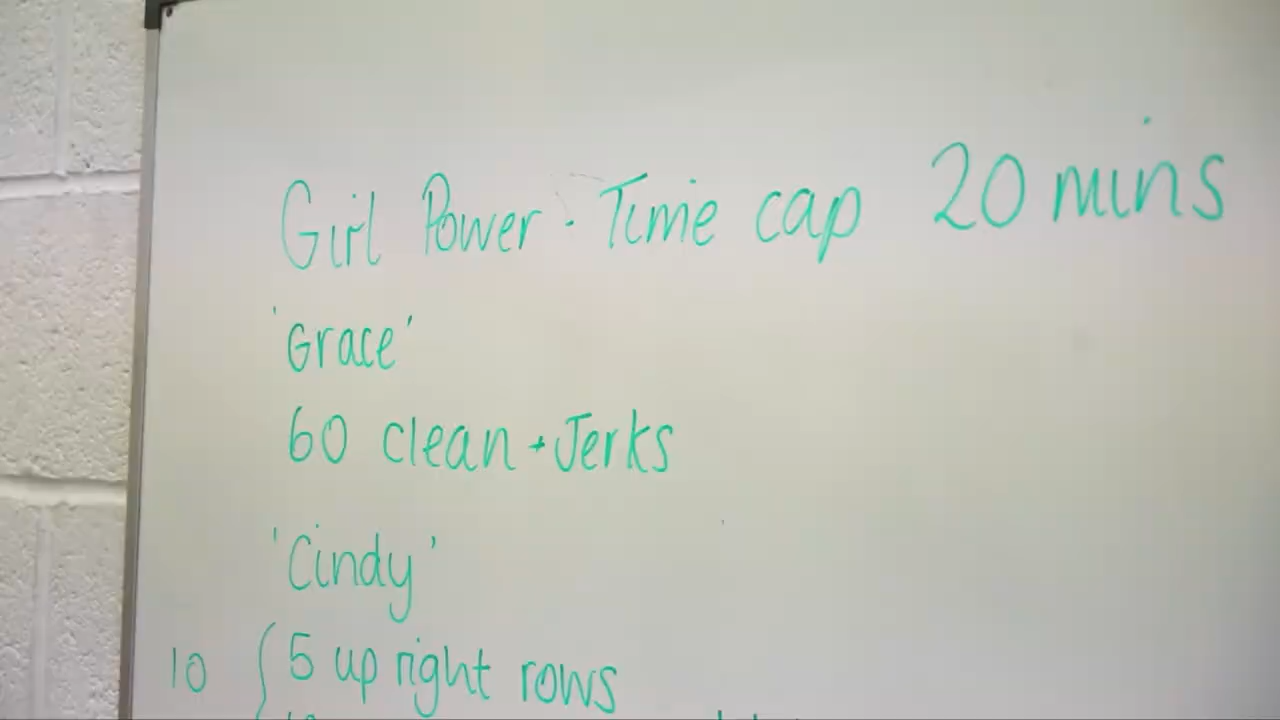 Girl Power · Time cap 20 mins
'Grace'
60 clean + Jerks
'Cindy'
10 { 5 up right rows